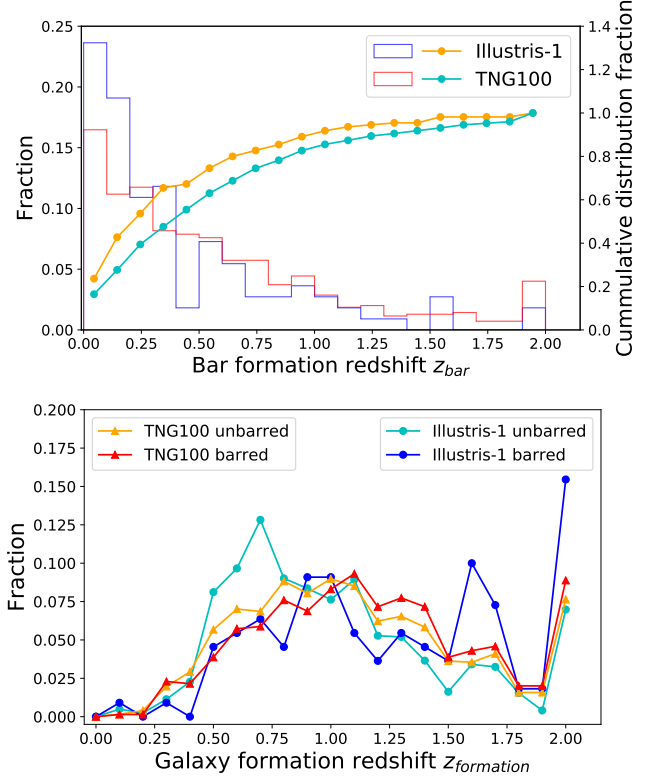 0.25
0.20
0.15
0.10
0.05
0.00
Fraction
1.4
1.2
1.0
0.8
0.6
0.4
0.2
0.0
Cummulative distribution fraction
Illustris-1
TNG100
0.00 0.25 0.50 0.75 1.00 1.25 1.50 1.75 2.00
Bar formation redshift z_bar
0.200
0.175
0.150
0.125
0.100
0.075
0.050
0.025
0.000
Fraction
TNG100 unbarred
TNG100 barred
Illustris-1 unbarred
Illustris-1 barred
0.00 0.25 0.50 0.75 1.00 1.25 1.50 1.75 2.00
Galaxy formation redshift z_formation